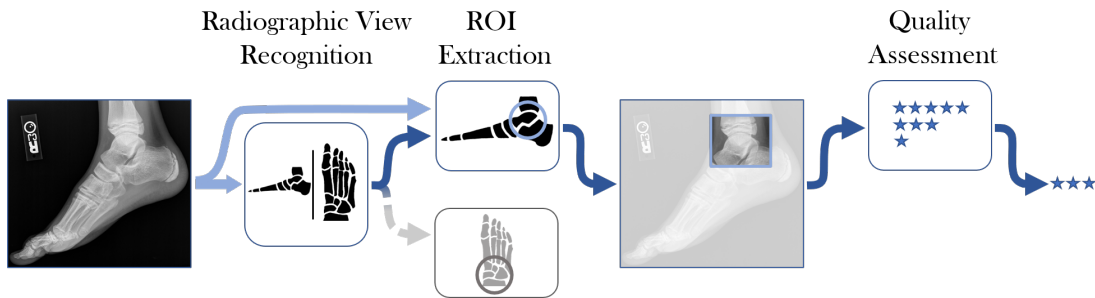 Radiographic View
Recognition
ROI
Extraction
Quality
Assessment